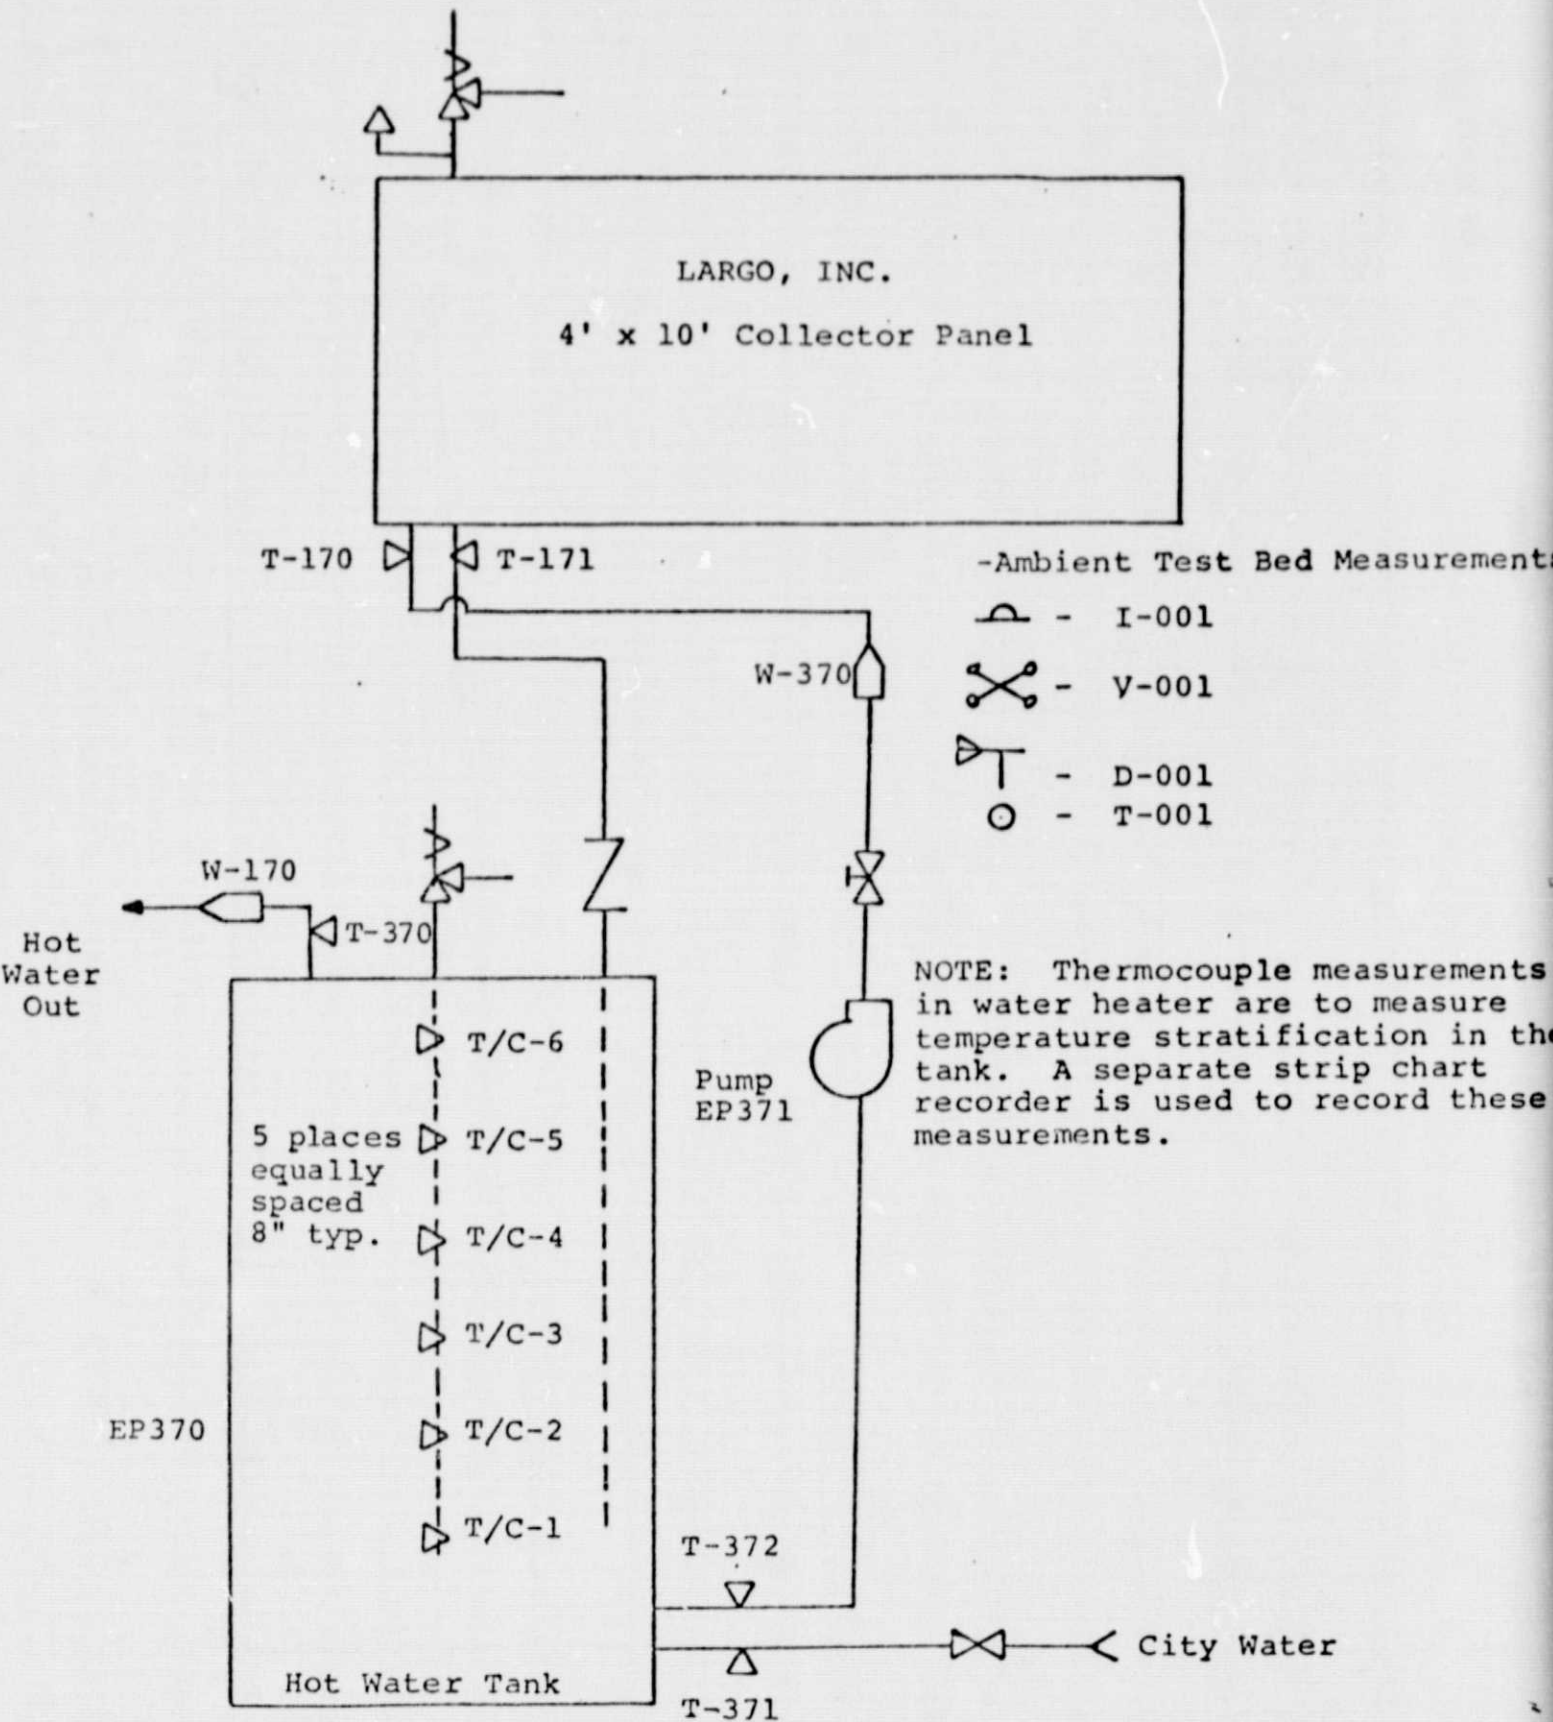 LARGO, INC.
4' x 10' Collector Panel
T-170
T-171
-Ambient Test Bed Measurements
- I-001
- V-001
- D-001
- T-001
W-370
W-170
T-370
Hot
Water
Out
NOTE: Thermocouple measurements
in water heater are to measure
temperature stratification in the
tank. A separate strip chart
recorder is used to record these
measurements.
Pump
EP371
T/C-6
5 places
equally
spaced
8" typ.
T/C-5
T/C-4
T/C-3
T/C-2
T/C-1
EP370
T-372
City Water
Hot Water Tank
T-371